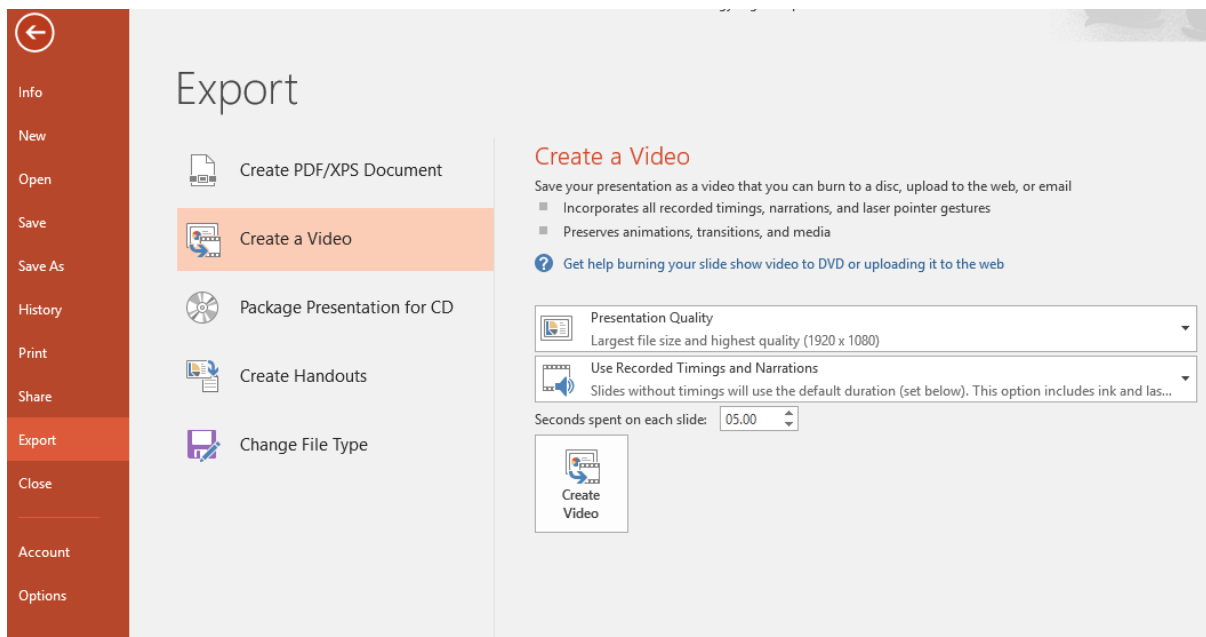 Info
New
Open
Save
Save As
History
Print
Share
Export
Close
Account
Options
Export
Create PDF/XPS Document
Create a Video
Package Presentation for CD
Create Handouts
Change File Type
Create a Video
Save your presentation as a video that you can burn to a disc, upload to the web, or email
Incorporates all recorded timings, narrations, and laser pointer gestures
Preserves animations, transitions, and media
Get help burning your slide show video to DVD or uploading it to the web
Presentation Quality
Largest file size and highest quality (1920 x 1080)
Use Recorded Timings and Narrations
Slides without timings will use the default duration (set below). This option includes ink and las...
Seconds spent on each slide: 05.00
Create
Video